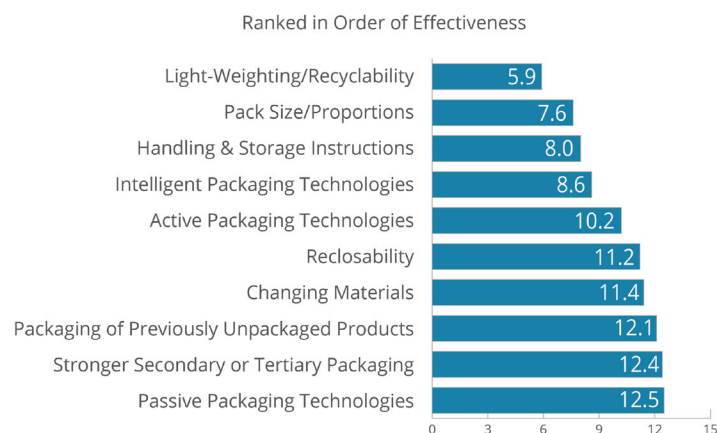 Ranked in Order of Effectiveness
Light-Weighting/Recyclability 5.9
Pack Size/Proportions 7.6
Handling & Storage Instructions 8.0
Intelligent Packaging Technologies 8.6
Active Packaging Technologies 10.2
Reclosability 11.2
Changing Materials 11.4
Packaging of Previously Unpackaged Products 12.1
Stronger Secondary or Tertiary Packaging 12.4
Passive Packaging Technologies 12.5
0 3 6 9 12 15